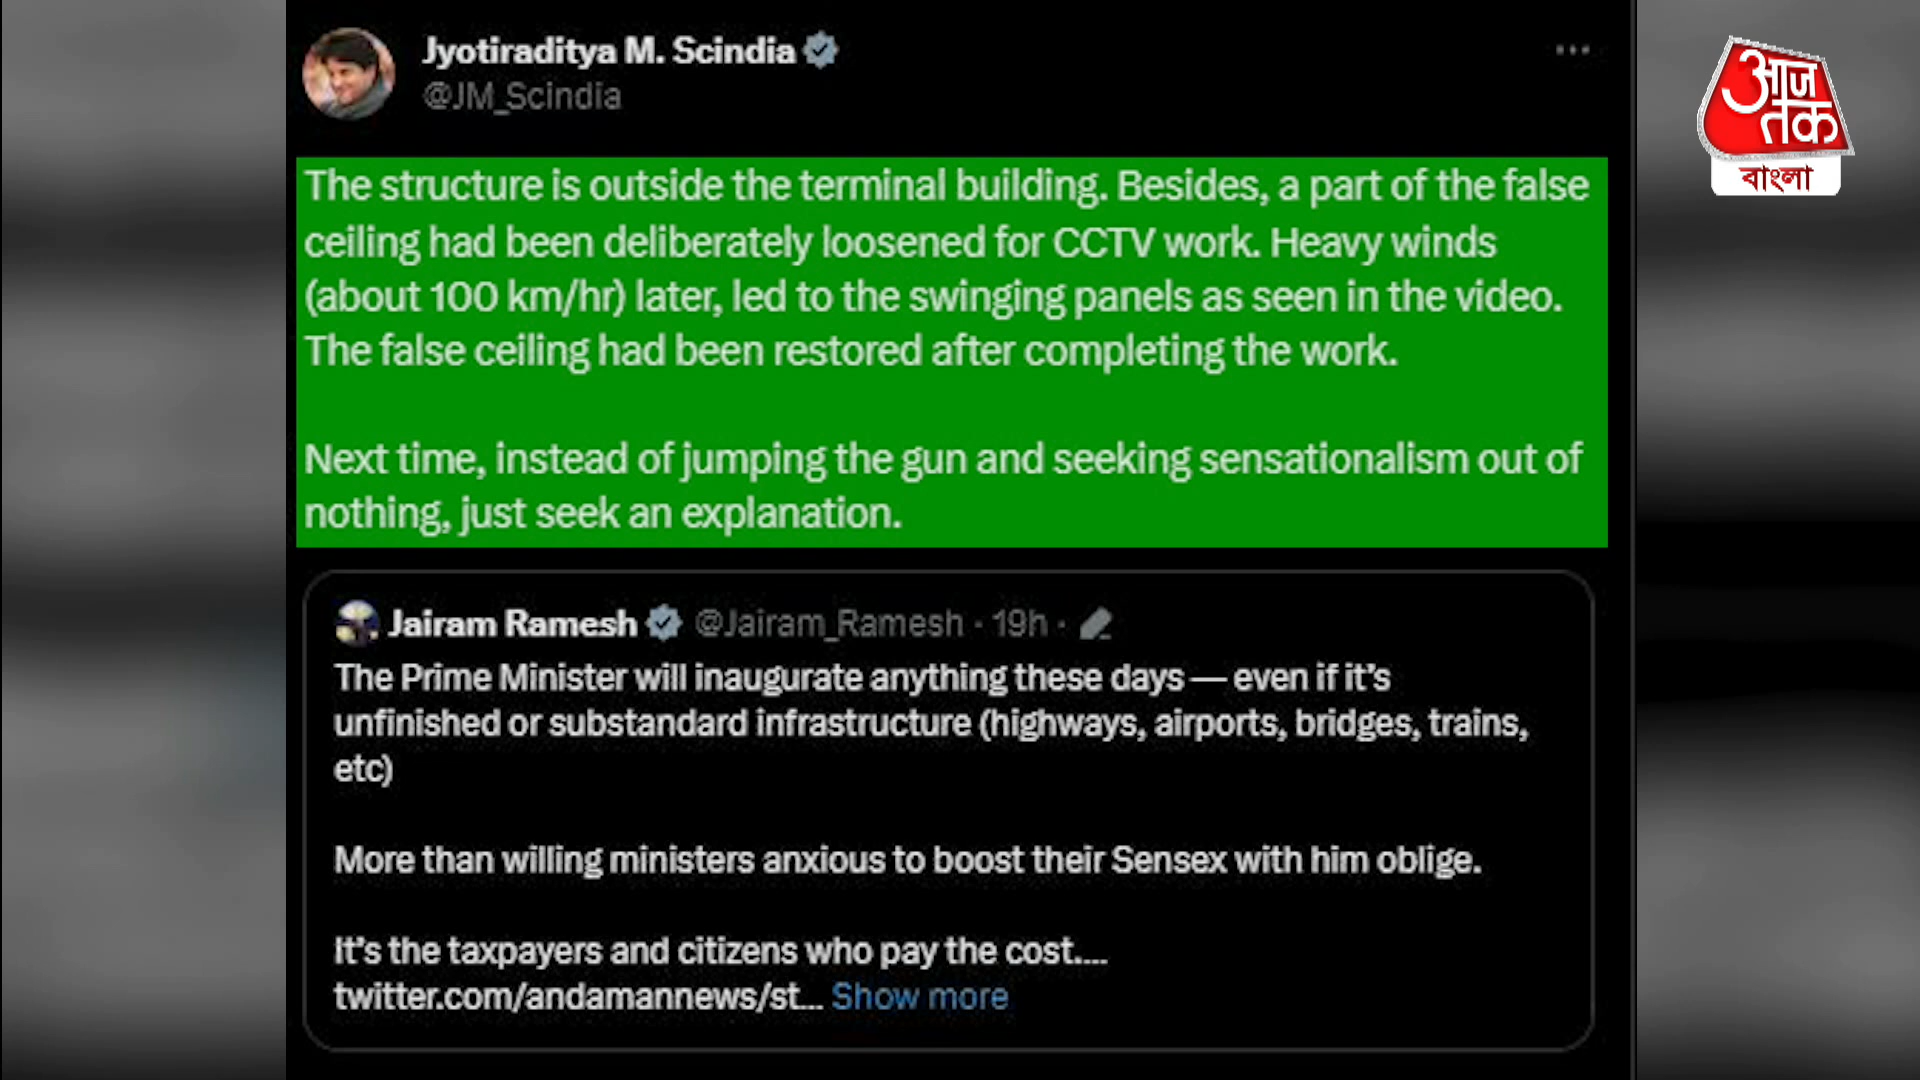 Jyotiraditya M. Scindia
@JM_Scindia
The structure is outside the terminal building. Besides, a part of the false
ceiling had been deliberately loosened for CCTV work. Heavy winds
(about 100 km/hr) later, led to the swinging panels as seen in the video.
The false ceiling had been restored after completing the work.
Next time, instead of jumping the gun and seeking sensationalism out of
nothing, just seek an explanation.
Jairam Ramesh @Jairam_Ramesh · 19h ·
The Prime Minister will inaugurate anything these days — even if it’s
unfinished or substandard infrastructure (highways, airports, bridges, trains,
etc)
More than willing ministers anxious to boost their Sensex with him oblige.
It’s the taxpayers and citizens who pay the cost....
twitter.com/andamannews/st... Show more
आज
तक
বাংলা